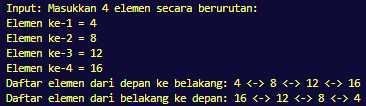 Input: Masukkan 4 elemen secara berurutan:
Elemen ke-1 = 4
Elemen ke-2 = 8
Elemen ke-3 = 12
Elemen ke-4 = 16
Daftar elemen dari depan ke belakang: 4 <-> 8 <-> 12 <-> 16
Daftar elemen dari belakang ke depan: 16 <-> 12 <-> 8 <-> 4